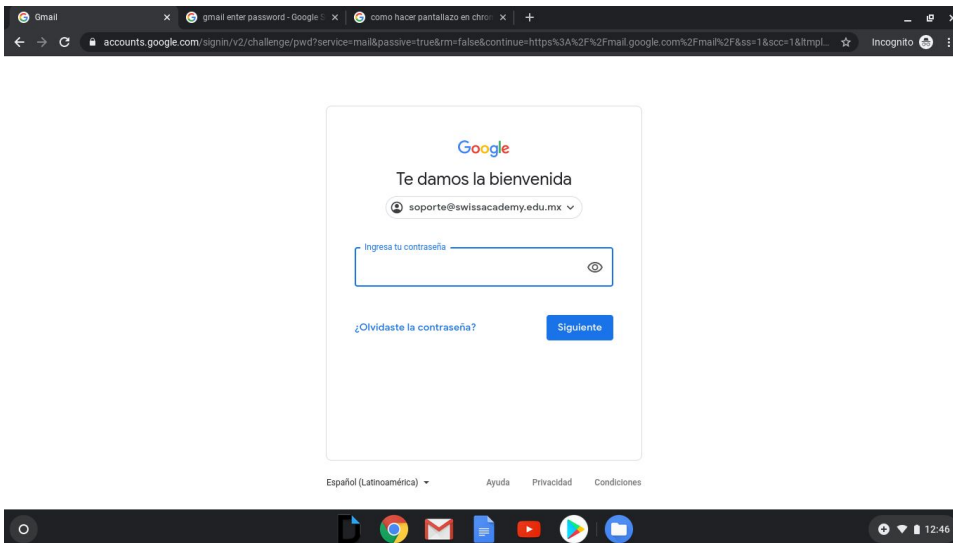 Gmail
gmail enter password - Google S
como hacer pantallazo en chrom
accounts.google.com/signin/v2/challenge/pwd?service=mail&passive=true&rm=false&continue=https%3A%2F%2Fmail.google.com%2Fmail%2F&ss=1&scc=1&ltmpl...
Incognito
Google
Te damos la bienvenida
soporte@swissacademy.edu.mx
Ingresa tu contraseña
¿Olvidaste la contraseña?
Siguiente
Español (Latinoamérica)
Ayuda Privacidad Condiciones
12:46